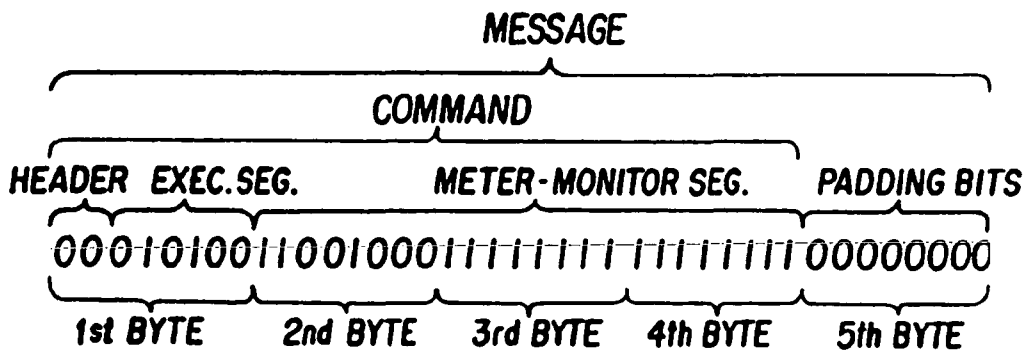 MESSAGE
COMMAND
HEADER EXEC. SEG. METER-MONITOR SEG. PADDING BITS
0001010011001000111111111111111100000000
1st BYTE 2nd BYTE 3rd BYTE 4th BYTE 5th BYTE